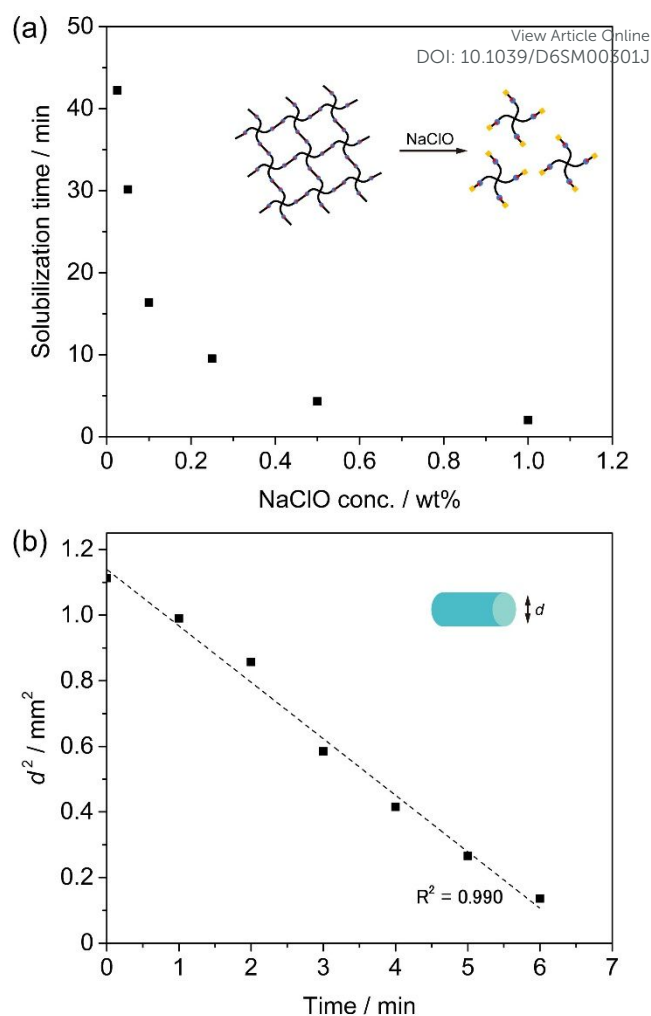 (a)
View Article Online
DOI: 10.1039/D6SM00301J
50
40
30
20
10
0
Solubilization time / min
NaClO
0 0.2 0.4 0.6 0.8 1.0 1.2
NaClO conc. / wt%
(b)
1.2
1.0
0.8
0.6
0.4
0.2
0
d² / mm²
d
R² = 0.990
0 1 2 3 4 5 6 7
Time / min